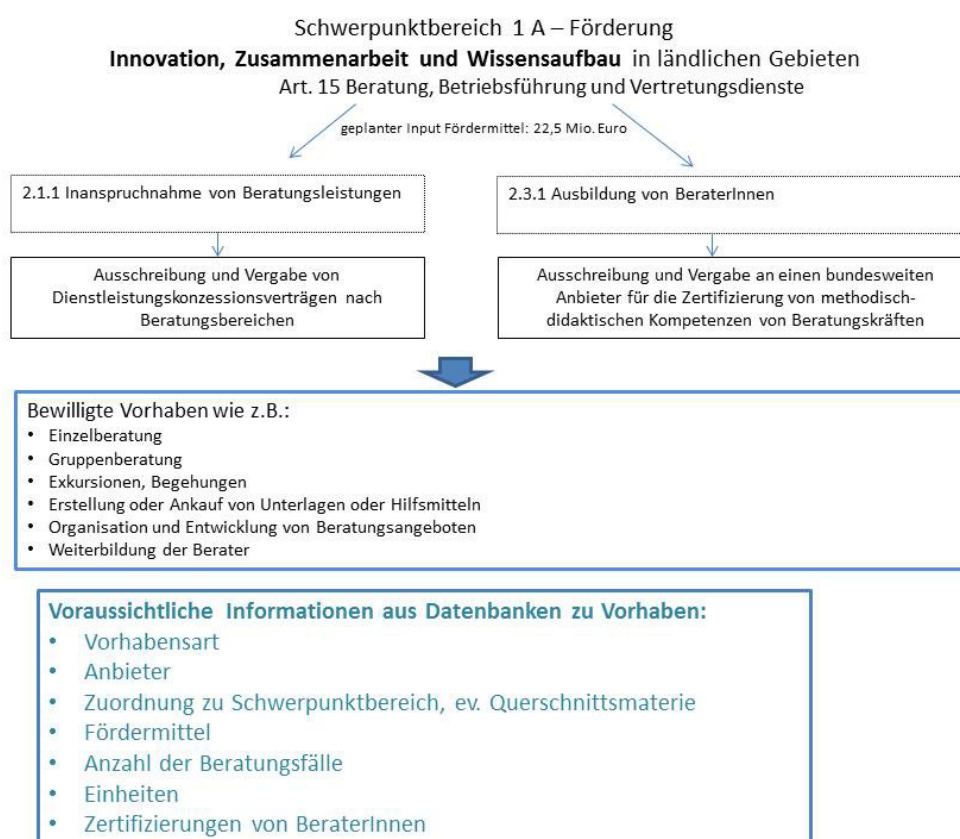 Schwerpunktbereich 1 A – Förderung
Innovation, Zusammenarbeit und Wissensaufbau in ländlichen Gebieten
Art. 15 Beratung, Betriebsführung und Vertretungsdienste
geplanter Input Fördermittel: 22,5 Mio. Euro
2.1.1 Inanspruchnahme von Beratungsleistungen
2.3.1 Ausbildung von BeraterInnen
Ausschreibung und Vergabe von
Dienstleistungskonzessionsverträgen nach
Beratungsbereichen
Ausschreibung und Vergabe an einen bundesweiten
Anbieter für die Zertifizierung von methodisch-
didaktischen Kompetenzen von Beratungskräften
Bewilligte Vorhaben wie z.B.:
• Einzelberatung
• Gruppenberatung
• Exkursionen, Begehungen
• Erstellung oder Ankauf von Unterlagen oder Hilfsmitteln
• Organisation und Entwicklung von Beratungsangeboten
• Weiterbildung der Berater
Voraussichtliche Informationen aus Datenbanken zu Vorhaben:
• Vorhabensart
• Anbieter
• Zuordnung zu Schwerpunktbereich, ev. Querschnittsmaterie
• Fördermittel
• Anzahl der Beratungsfälle
• Einheiten
• Zertifizierungen von BeraterInnen